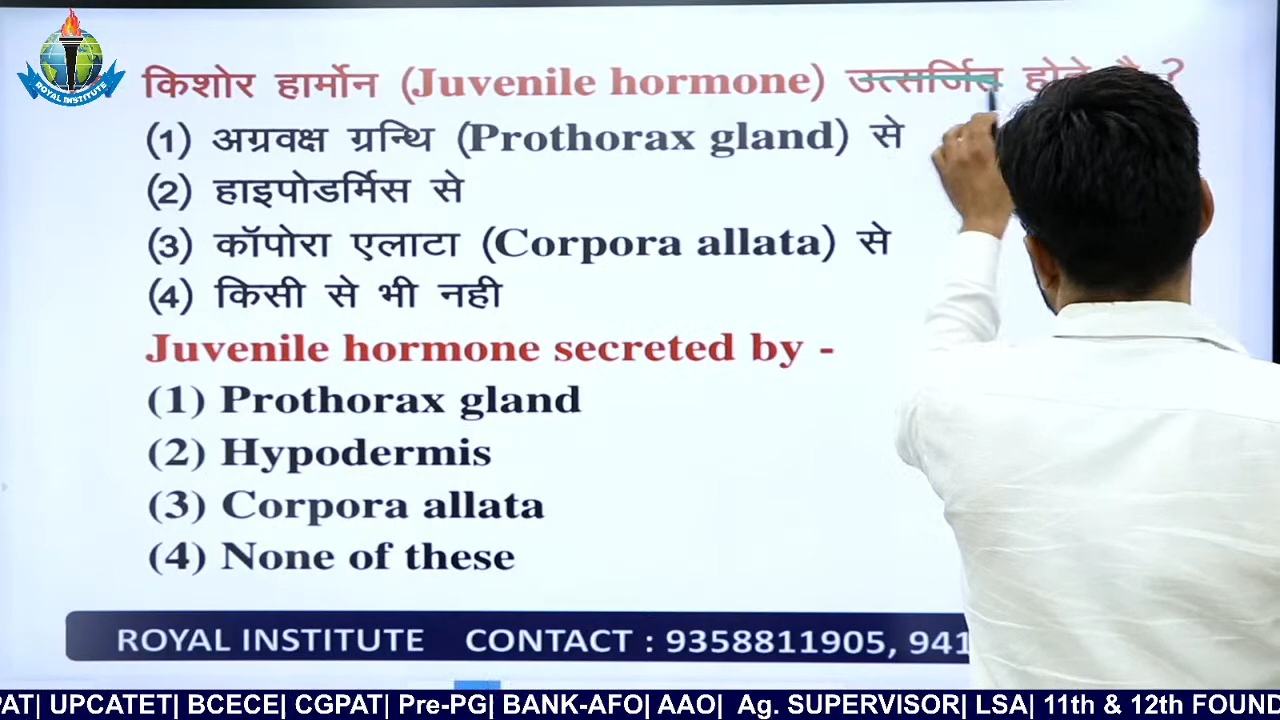 ROYAL INSTITUTE
किशोर हार्मोन (Juvenile hormone) उत्सर्जित ?
(1) अग्रवक्ष ग्रन्थि (Prothorax gland) से
(2) हाइपोडर्मिस से
(3) कॉपोरा एलाटा (Corpora allata) से
(4) किसी से भी नही
Juvenile hormone secreted by -
(1) Prothorax gland
(2) Hypodermis
(3) Corpora allata
(4) None of these
ROYAL INSTITUTE CONTACT : 9358811905, 941
PAT| UPCATET| BCECE| CGPAT| Pre-PG| BANK-AFO| AAO| Ag. SUPERVISOR| LSA| 11th & 12th FOUND